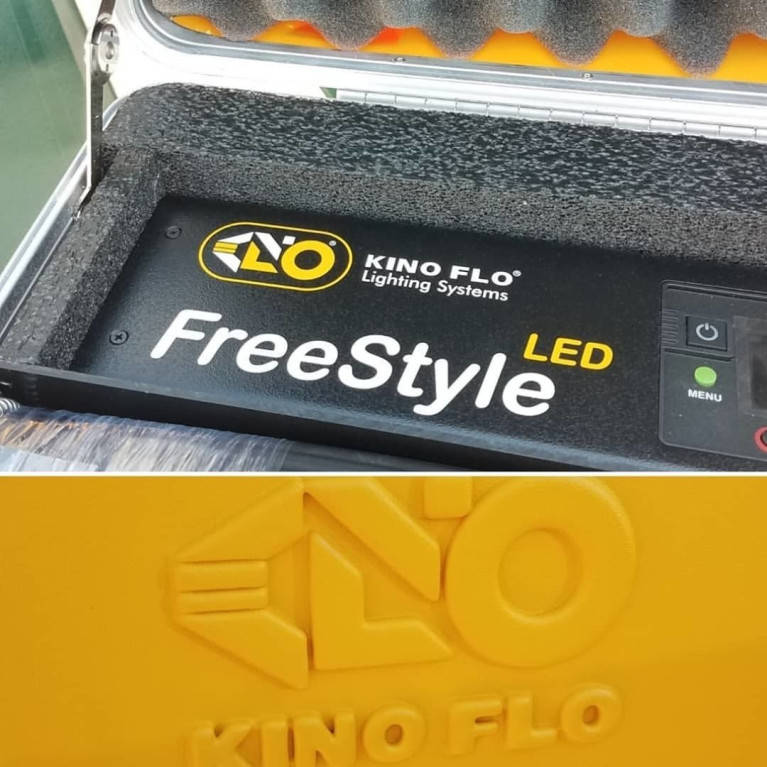 KINO FLO®
Lighting Systems
FreeStyle LED
MENU
KINO FLO